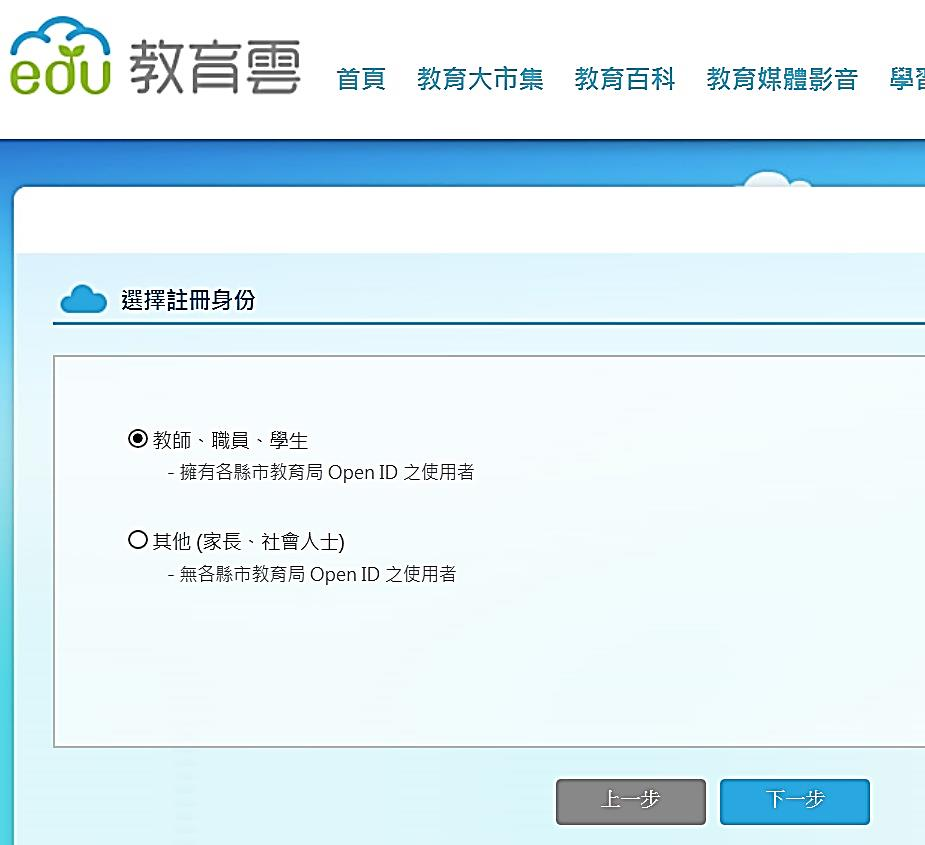 edu 教育雲
首頁 教育大市集 教育百科 教育媒體影音 學習
選擇註冊身份
教師、職員、學生
- 擁有各縣市教育局 Open ID 之使用者
其他 (家長、社會人士)
- 無各縣市教育局 Open ID 之使用者
上一步 下一步